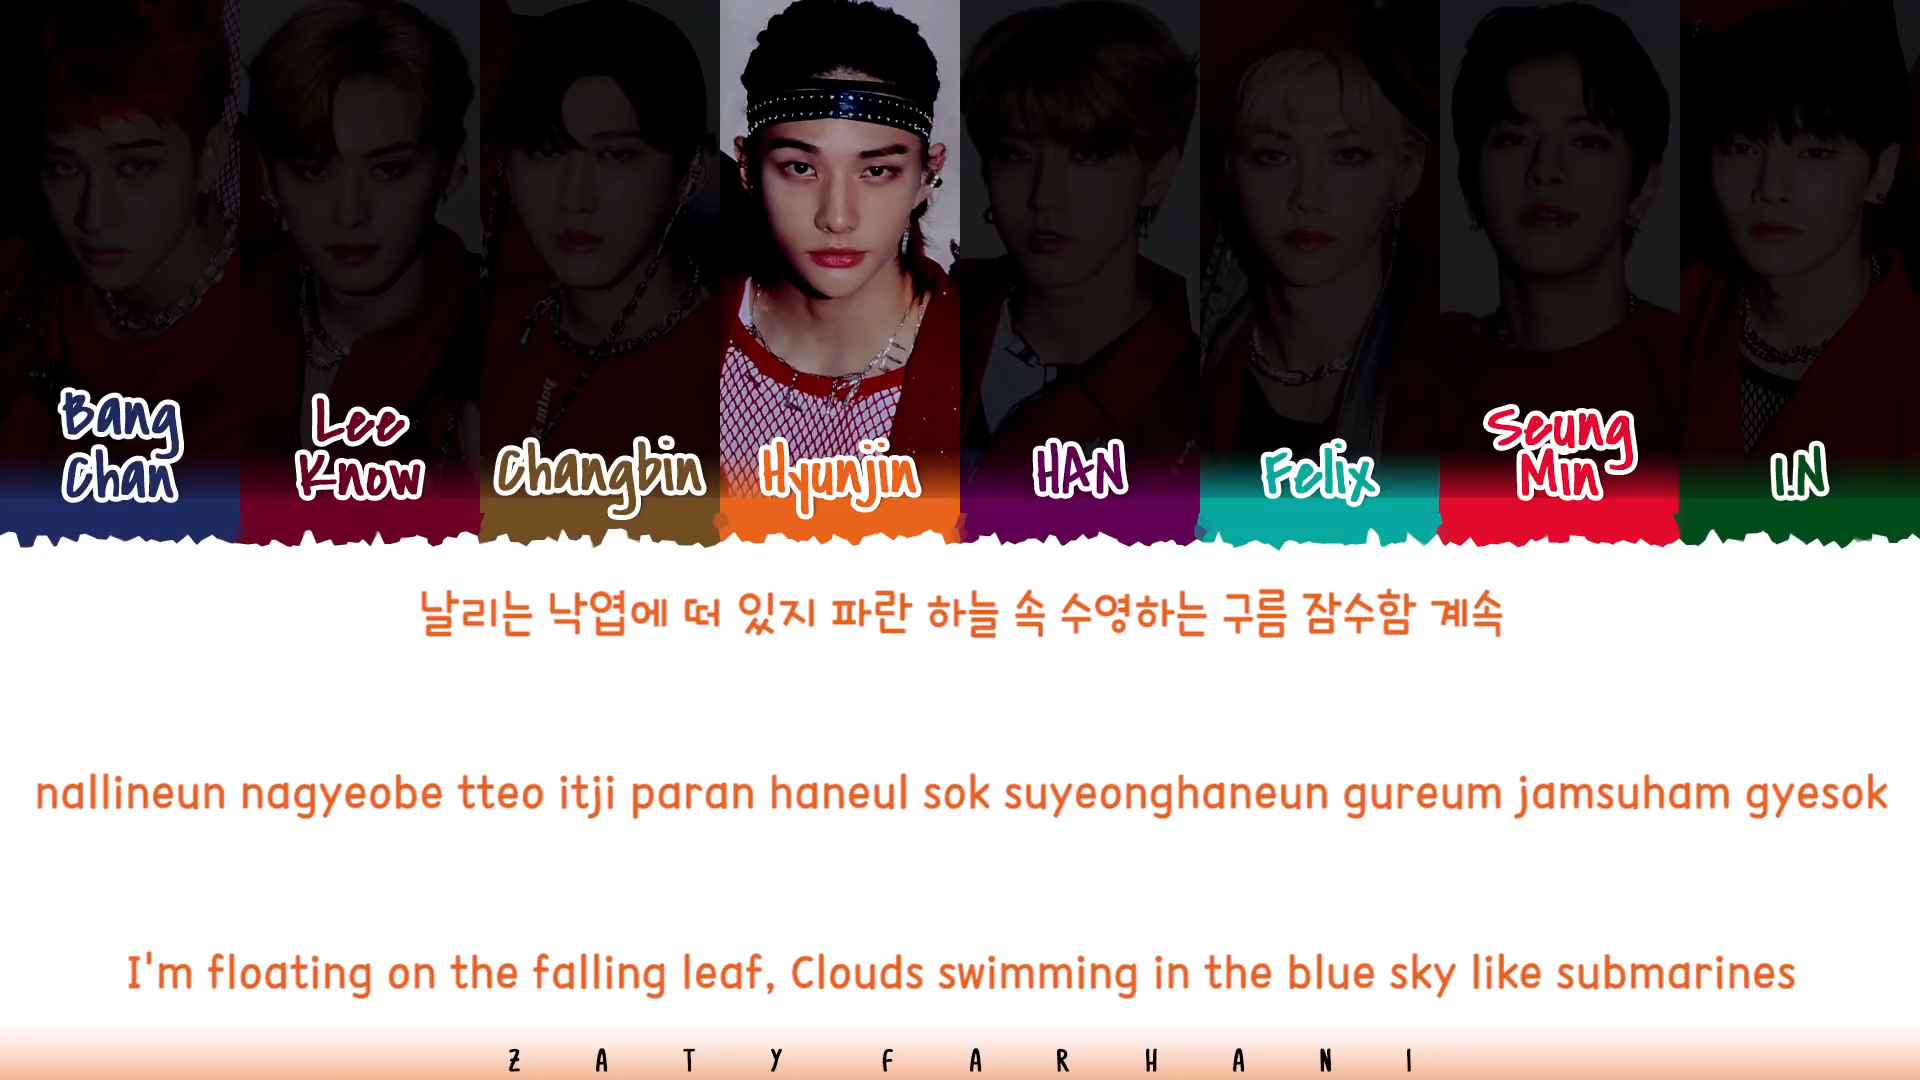 Bang Chan
Lee Know
Changbin
Hyunjin
HAN
Felix
Seung Min
I.N
날리는 낙엽에 떠 있지 파란 하늘 속 수영하는 구름 잠수함 계속
nallineun nagyeobe tteo itji paran haneul sok suyeonghaneun gureum jamsuham gyesok
I'm floating on the falling leaf, Clouds swimming in the blue sky like submarines
ZATY FARHANI